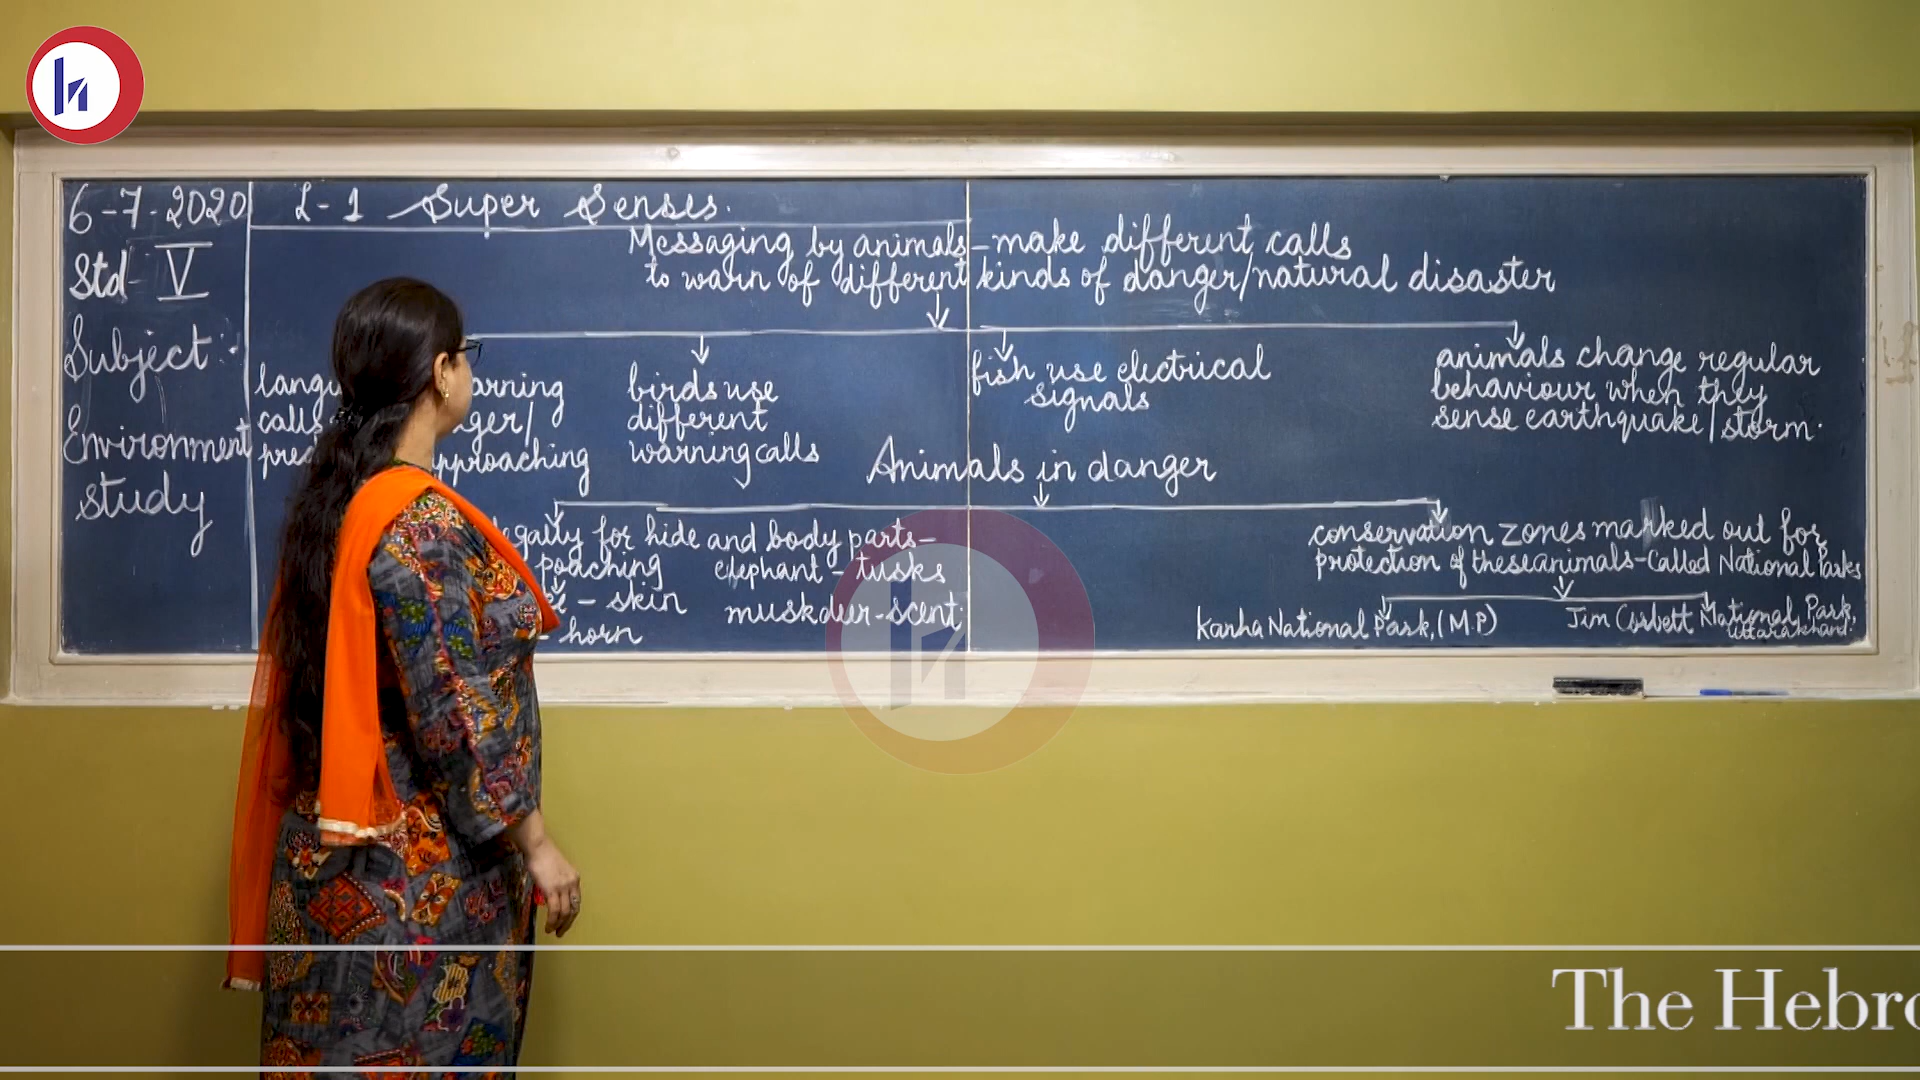 6-7-2020
Std- V
Subject:-
Environment
study
L-1 Super Senses.
Messaging by animals - make different calls
to warn of different kinds of danger/natural disaster
calls
approaching
birds use
different
warning calls
fish use electrical
signals
animals change regular
behaviour when they
sense earthquake/storm.
Animals in danger
for hide and body parts-
poaching elephant - tusks
- skin muskdeer-scent.
- horn
conservation zones marked out for
protection of these animals-Called National Parks
Kanha National Park, (M.P)
Jim Corbett National Park,
Uttarakhand.
The Hebro